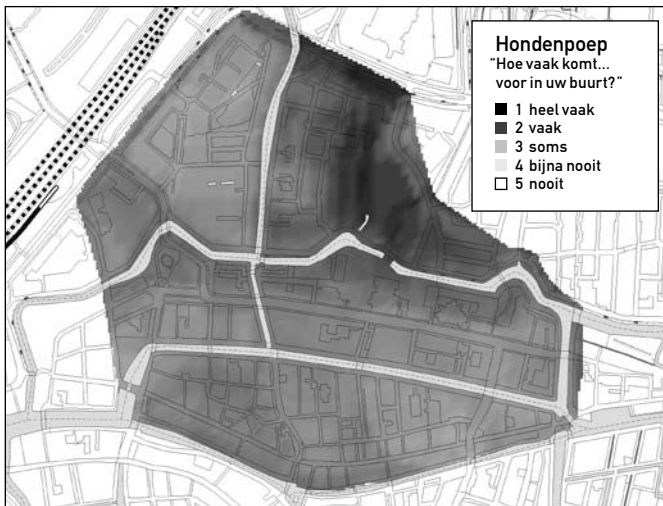 Hondenpoep
"Hoe vaak komt...
voor in uw buurt?"
1 heel vaak
2 vaak
3 soms
4 bijna nooit
5 nooit